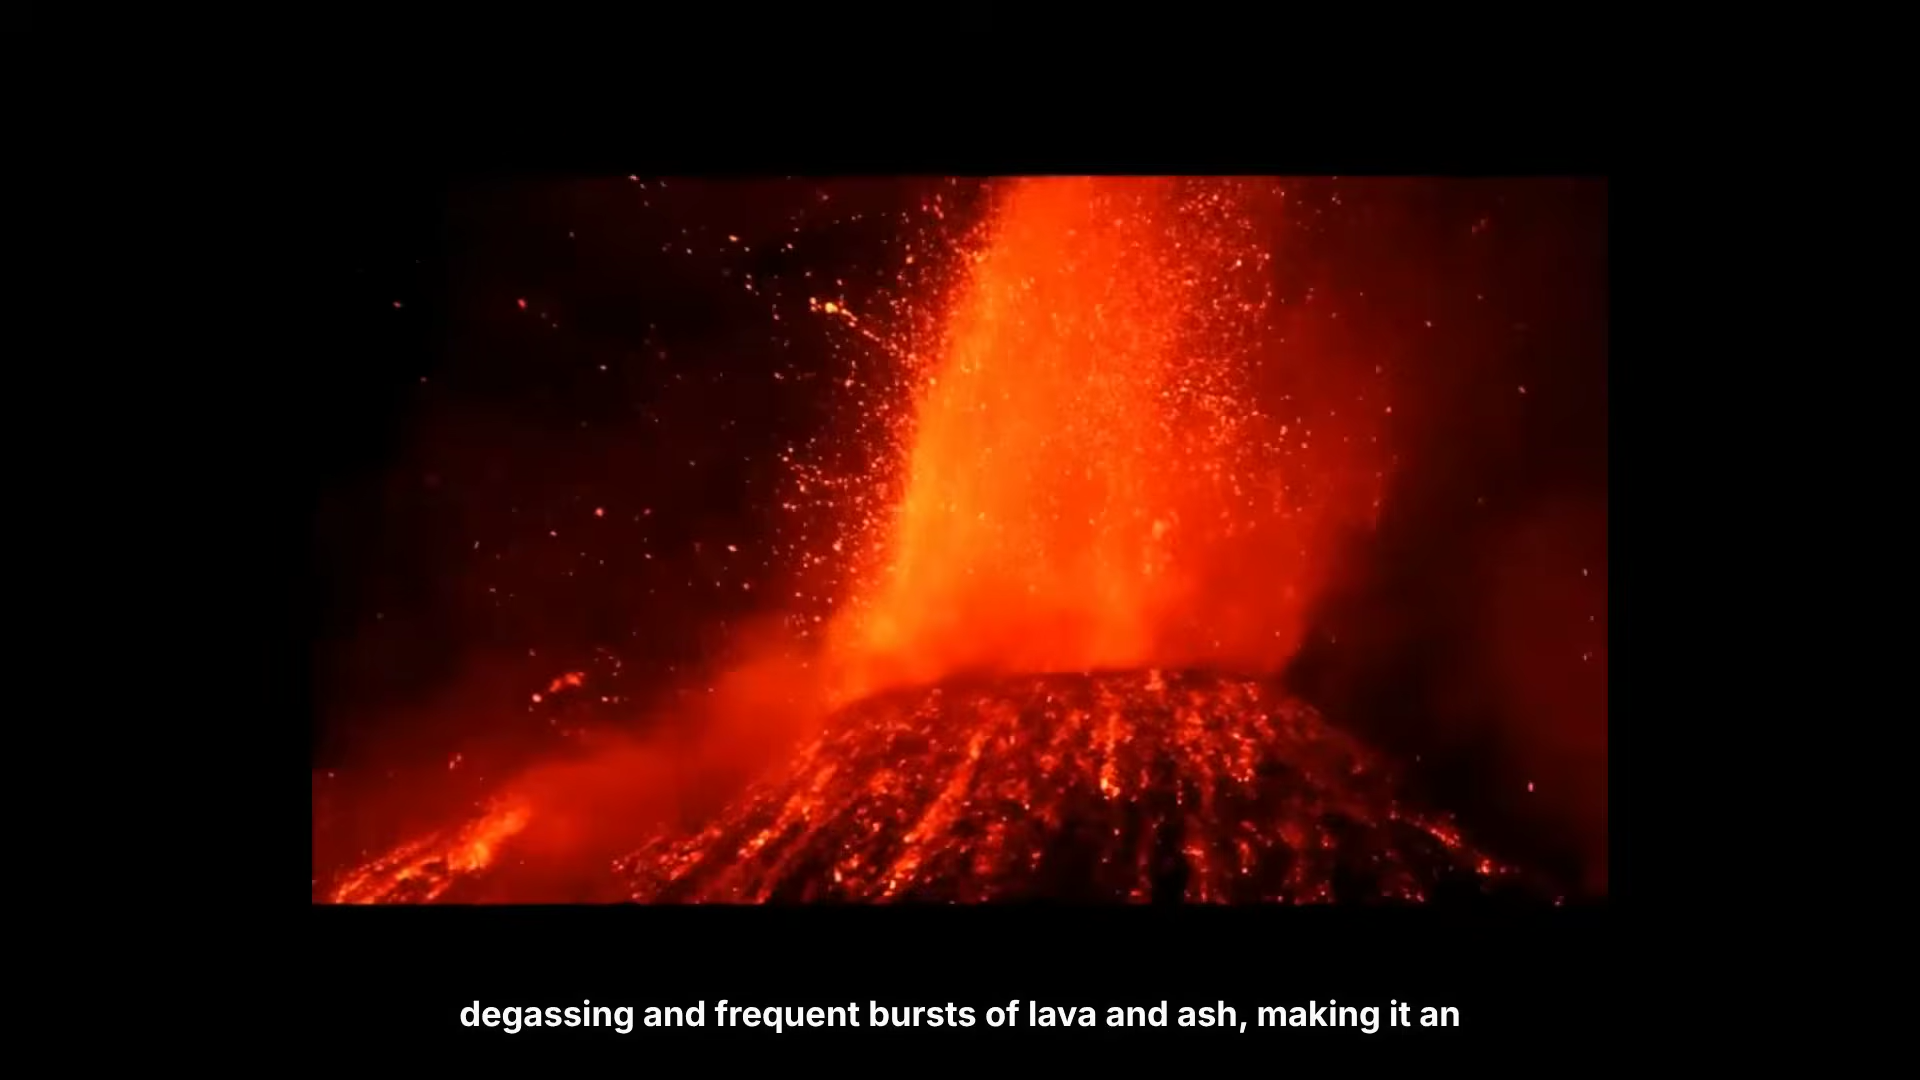 degassing and frequent bursts of lava and ash, making it an